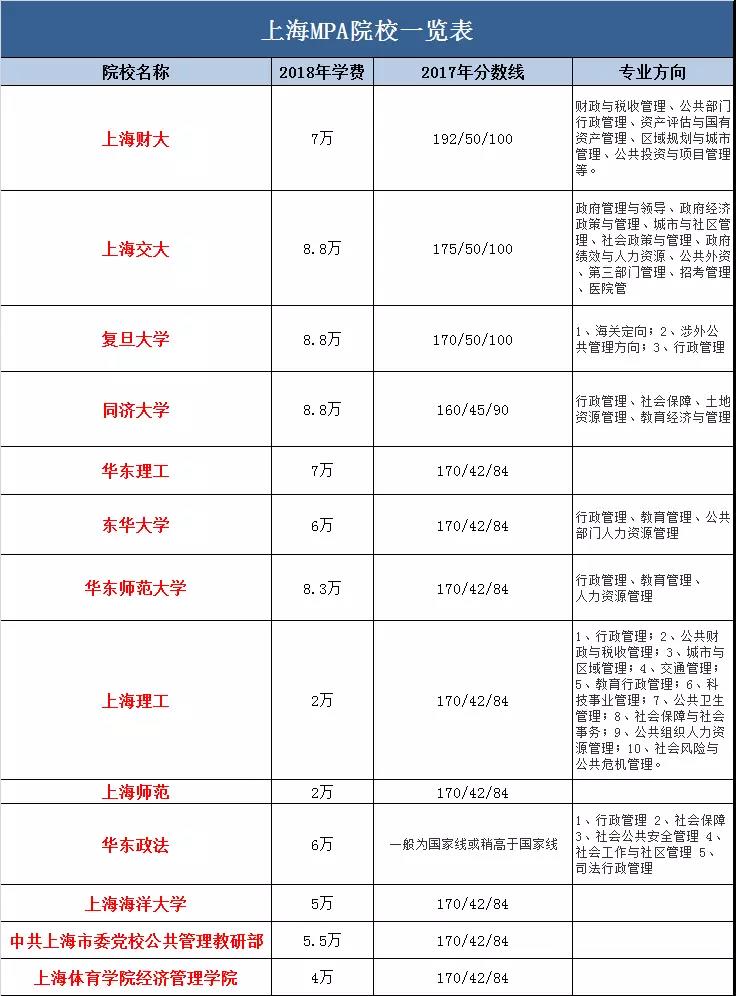 上海MPA院校一览表
院校名称 2018年学费 2017年分数线 专业方向
上海财大 7万 192/50/100
财政与税收管理、公共部门
行政管理、资产评估与国有
资产管理、区域规划与城市
管理、公共投资与项目管理
等。
上海交大 8.8万 175/50/100
政府管理与领导、政府经济
政策与管理、城市与社区管
理、社会政策与管理、政府
绩效与人力资源、公共外资
、第三部门管理、招考管理
、医院管
复旦大学 8.8万 170/50/100
1、海关定向；2、涉外公
共管理方向；3、行政管理
同济大学 8.8万 160/45/90
行政管理、社会保障、土地
资源管理、教育经济与管理
华东理工 7万 170/42/84
东华大学 6万 170/42/84
行政管理、教育管理、公共
部门人力资源管理
华东师范大学 8.3万 170/42/84
行政管理、教育管理、
人力资源管理
上海理工 2万 170/42/84
1、行政管理；2、公共财
政与税收管理；3、城市与
区域管理；4、交通管理；
5、教育行政管理；6、科
技事业管理；7、公共卫生
管理；8、社会保障与社会
事务；9、公共组织人力资
源管理；10、社会风险与
公共危机管理。
上海师范 2万 170/42/84
华东政法 6万 一般为国家线或稍高于国家线
1、行政管理 2、社会保障
3、社会公共安全管理 4、
社会工作与社区管理 5、
司法行政管理
上海海洋大学 5万 170/42/84
中共上海市委党校公共管理教研部 5.5万 170/42/84
上海体育学院经济管理学院 4万 170/42/84